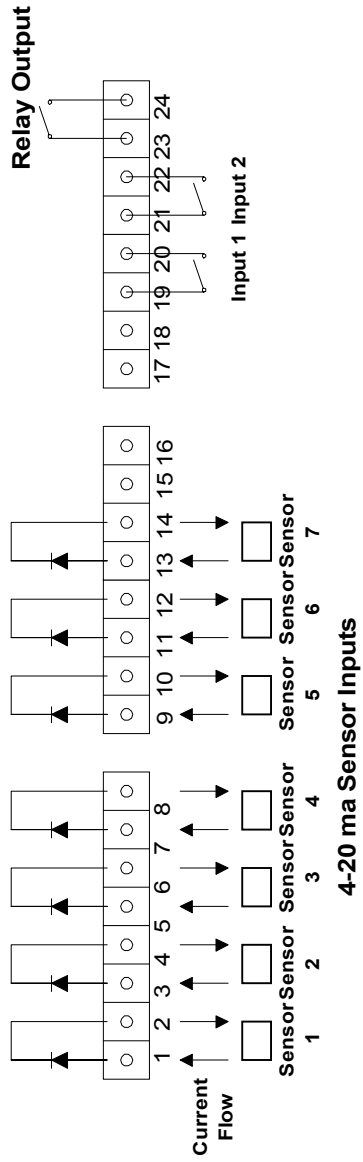 Relay Output
1 2 3 4 5 6 7 8
9 10 11 12 13 14 15 16
17 18 19 20 21 22 23 24
Input 1 Input 2
Current
Flow
Sensor Sensor Sensor Sensor
1 2 3 4
Sensor Sensor Sensor
5 6 7
4-20 ma Sensor Inputs